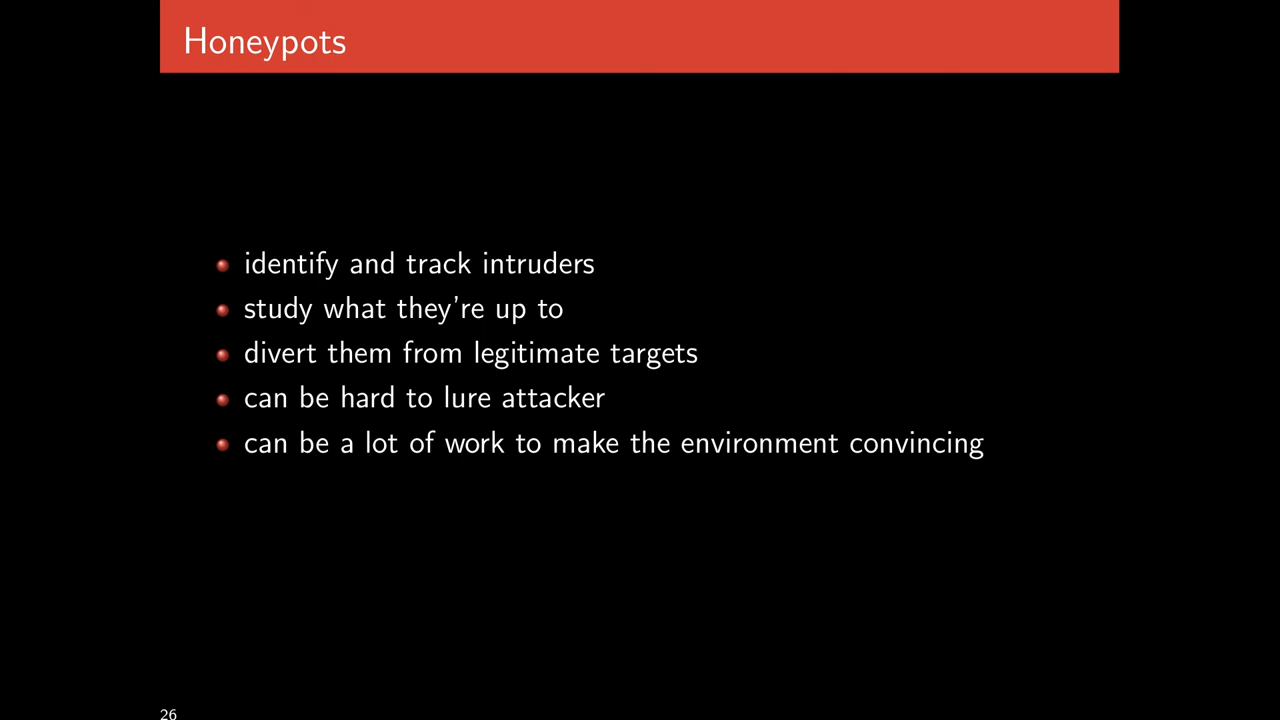 Honeypots
identify and track intruders
study what they're up to
divert them from legitimate targets
can be hard to lure attacker
can be a lot of work to make the environment convincing
26